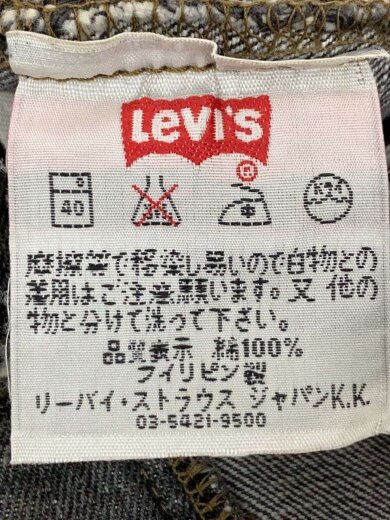 Levi's
®
40
摩擦等で移染し易いので白物との
着用はご注意願います。又 他の
物と分けて洗って下さい。
品質表示 綿100%
フィリピン製
リーバイ・ストラウス ジャパンK.K.
03-5421-9500